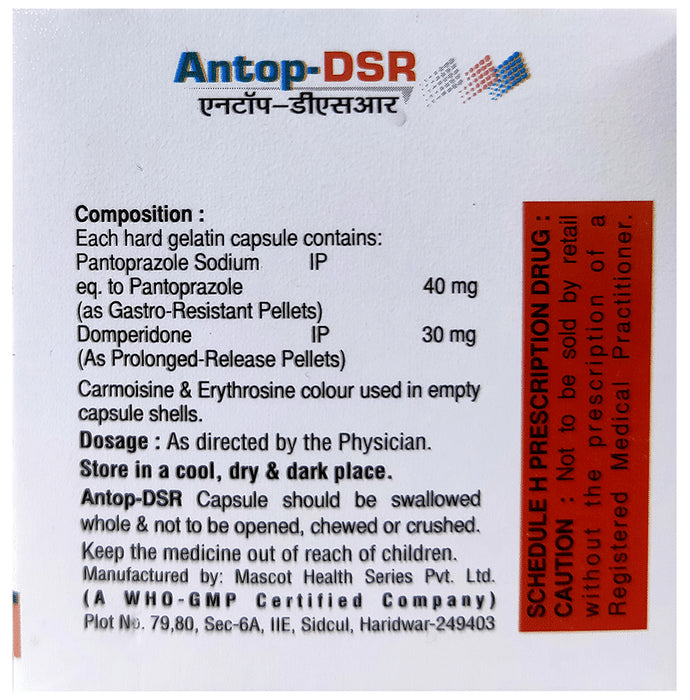 Antop-DSR
एनटॉप-डीएसआर
Composition :
Each hard gelatin capsule contains:
Pantoprazole Sodium IP
eq. to Pantoprazole 40 mg
(as Gastro-Resistant Pellets)
Domperidone IP 30 mg
(As Prolonged-Release Pellets)
Carmoisine & Erythrosine colour used in empty
capsule shells.
Dosage : As directed by the Physician.
Store in a cool, dry & dark place.
Antop-DSR Capsule should be swallowed
whole & not to be opened, chewed or crushed.
Keep the medicine out of reach of children.
Manufactured by: Mascot Health Series Pvt. Ltd.
(A WHO-GMP Certified Company)
Plot No. 79,80, Sec-6A, IIE, Sidcul, Haridwar-249403
SCHEDULE H PRESCRIPTION DRUG :
CAUTION : Not to be sold by retail
without the prescription of a
Registered Medical Practitioner.